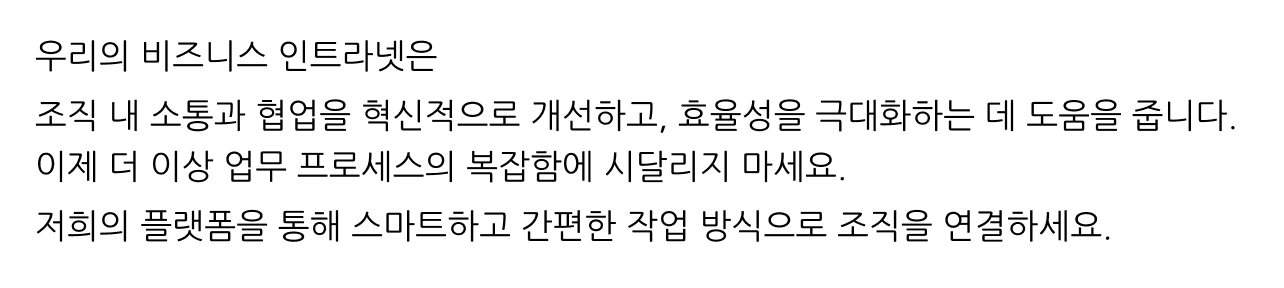 우리의 비즈니스 인트라넷은
조직 내 소통과 협업을 혁신적으로 개선하고, 효율성을 극대화하는 데 도움을 줍니다.
이제 더 이상 업무 프로세스의 복잡함에 시달리지 마세요.
저희의 플랫폼을 통해 스마트하고 간편한 작업 방식으로 조직을 연결하세요.